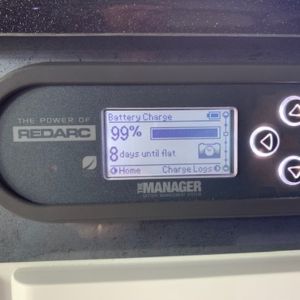 THE POWER OF
REDARC
Battery Charge
99%
8 days until flat
Home Charge Logs
THE MANAGER